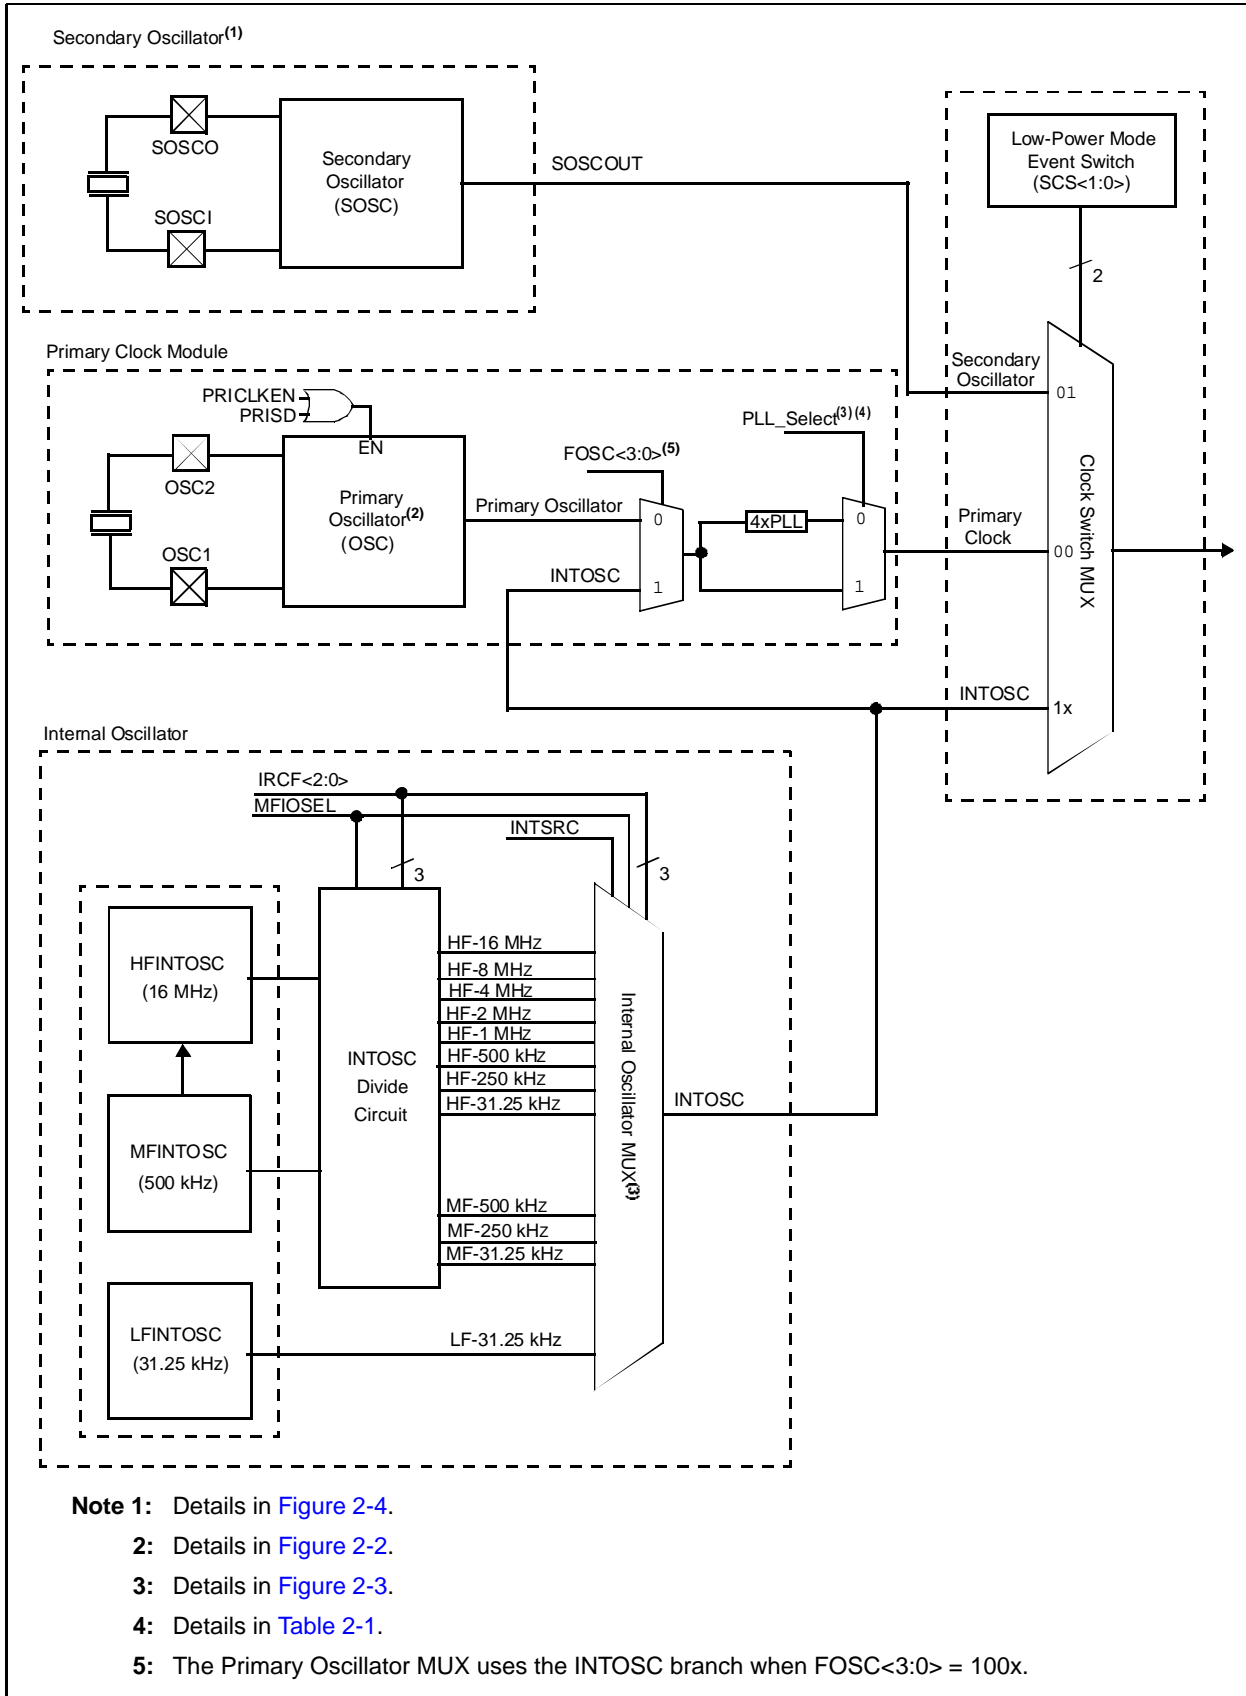 Secondary Oscillator(1)
SOSCO
SOSCI
Secondary
Oscillator
(SOSC)
SOSCOUT
Low-Power Mode
Event Switch
(SCS<1:0>)
2
Secondary
Oscillator
01
Primary
Clock
00
INTOSC
1x
Clock Switch MUX
Primary Clock Module
PRICLKEN
PRISD
EN
OSC2
OSC1
Primary
Oscillator(2)
(OSC)
Primary Oscillator
INTOSC
FOSC<3:0>(5)
0
1
PLL_Select(3) (4)
4xPLL
0
1
Internal Oscillator
IRCF<2:0>
MFIOSEL
INTSRC
3
3
HFINTOSC
(16 MHz)
MFINTOSC
(500 kHz)
LFINTOSC
(31.25 kHz)
INTOSC
Divide
Circuit
HF-16 MHz
HF-8 MHz
HF-4 MHz
HF-2 MHz
HF-1 MHz
HF-500 kHz
HF-250 kHz
HF-31.25 kHz
MF-500 kHz
MF-250 kHz
MF-31.25 kHz
LF-31.25 kHz
Internal Oscillator MUX(3)
INTOSC
Note 1: Details in Figure 2-4.
2: Details in Figure 2-2.
3: Details in Figure 2-3.
4: Details in Table 2-1.
5: The Primary Oscillator MUX uses the INTOSC branch when FOSC<3:0> = 100x.